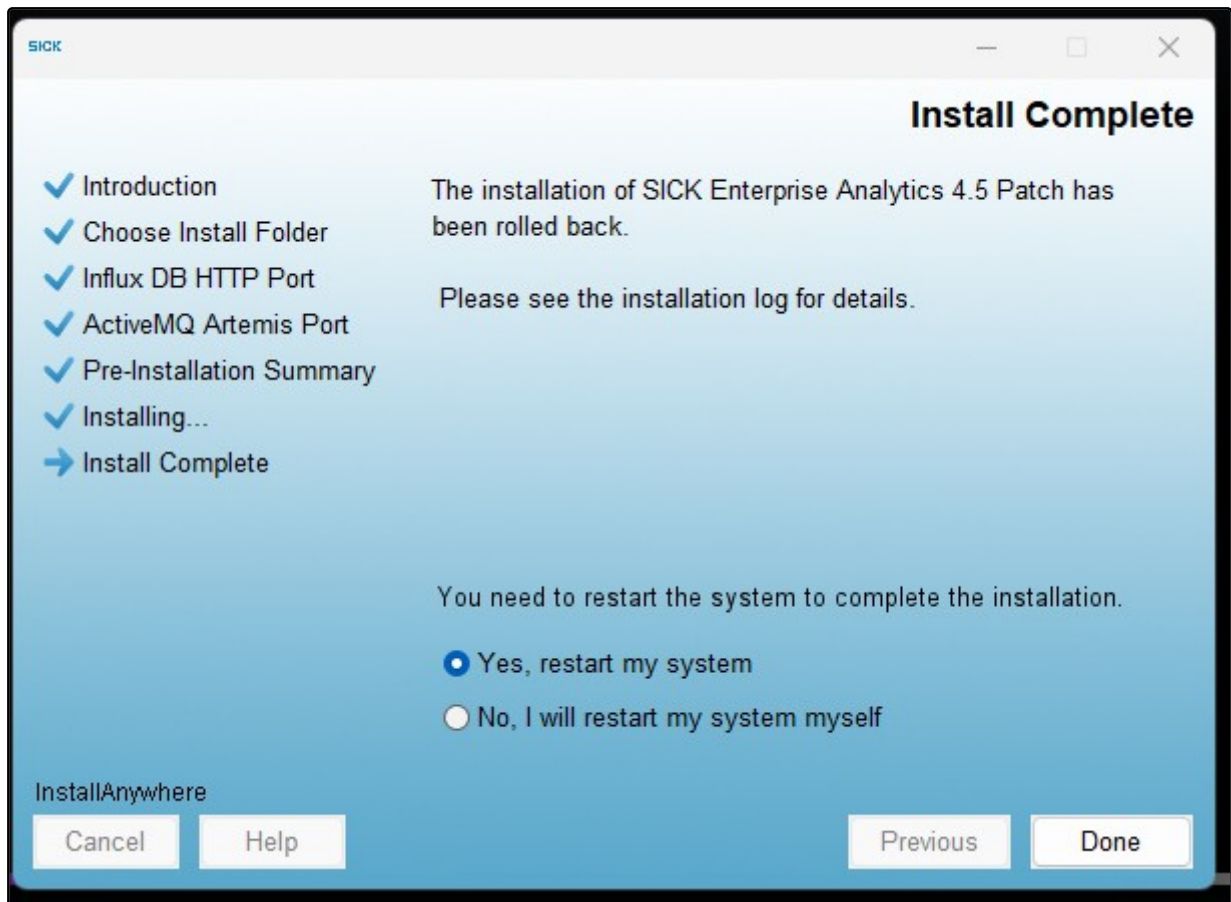 SICK
Install Complete
Introduction
Choose Install Folder
Influx DB HTTP Port
ActiveMQ Artemis Port
Pre-Installation Summary
Installing...
Install Complete
The installation of SICK Enterprise Analytics 4.5 Patch has
been rolled back.
Please see the installation log for details.
You need to restart the system to complete the installation.
Yes, restart my system
No, I will restart my system myself
InstallAnywhere
Cancel
Help
Previous
Done